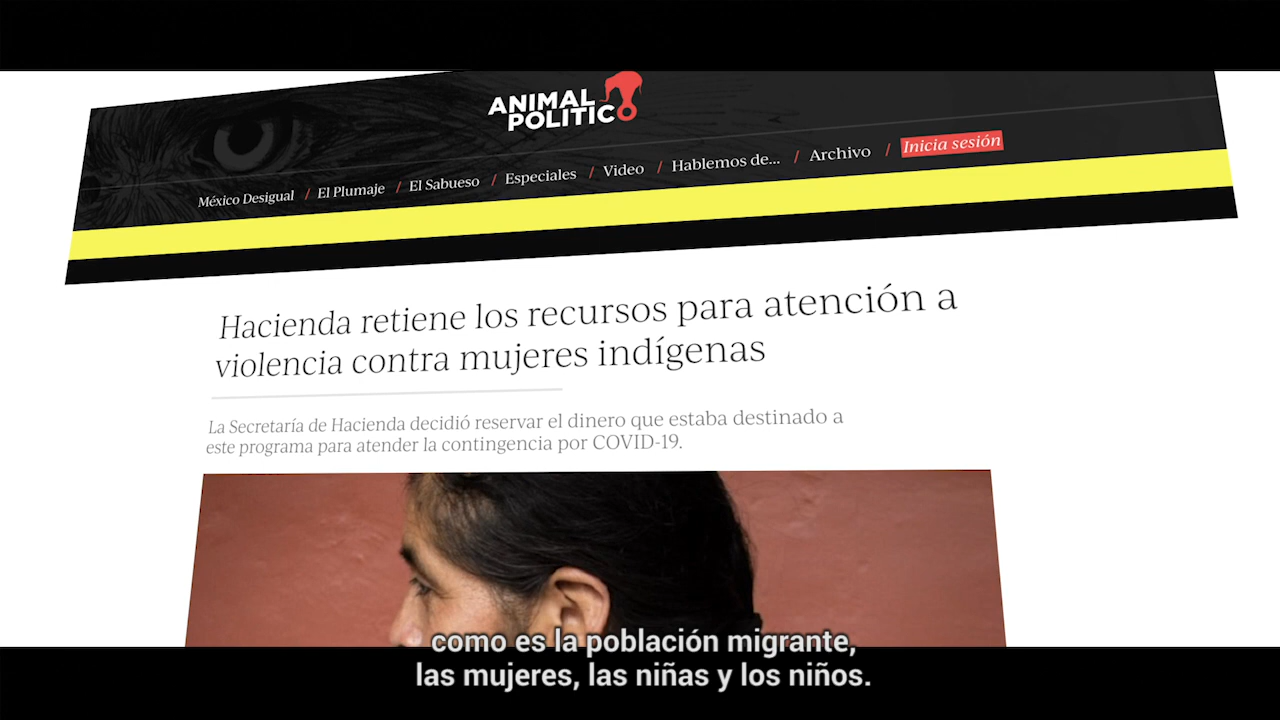 ANIMAL
POLITICO
México Desigual / El Plumaje / El Sabueso / Especiales / Video / Hablemos de... / Archivo / Inicia sesión
Hacienda retiene los recursos para atención a
violencia contra mujeres indígenas
La Secretaría de Hacienda decidió reservar el dinero que estaba destinado a
este programa para atender la contingencia por COVID-19.
como es la población migrante,
las mujeres, las niñas y los niños.